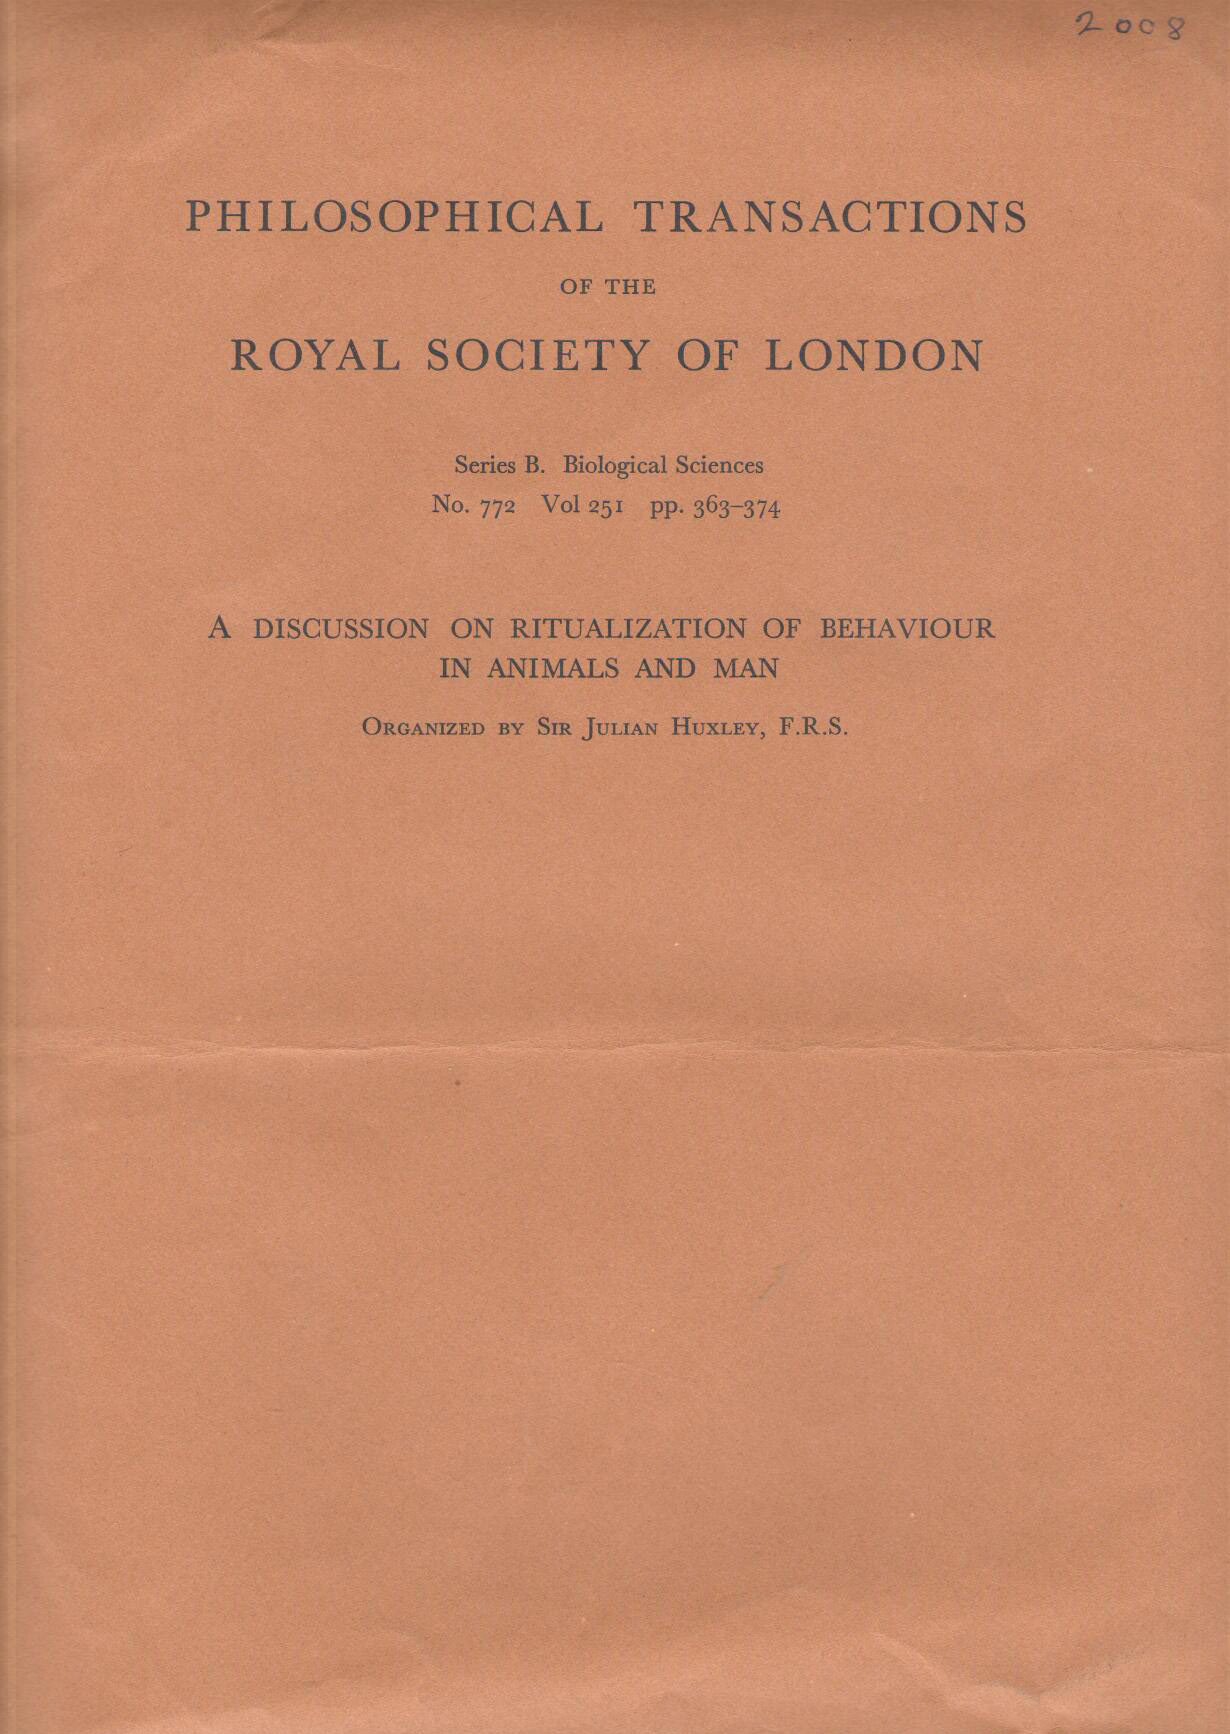 2008
PHILOSOPHICAL TRANSACTIONS
OF THE
ROYAL SOCIETY OF LONDON
Series B. Biological Sciences
No. 772 Vol 251 pp. 363–374
A DISCUSSION ON RITUALIZATION OF BEHAVIOUR
IN ANIMALS AND MAN
ORGANIZED BY SIR JULIAN HUXLEY, F.R.S.